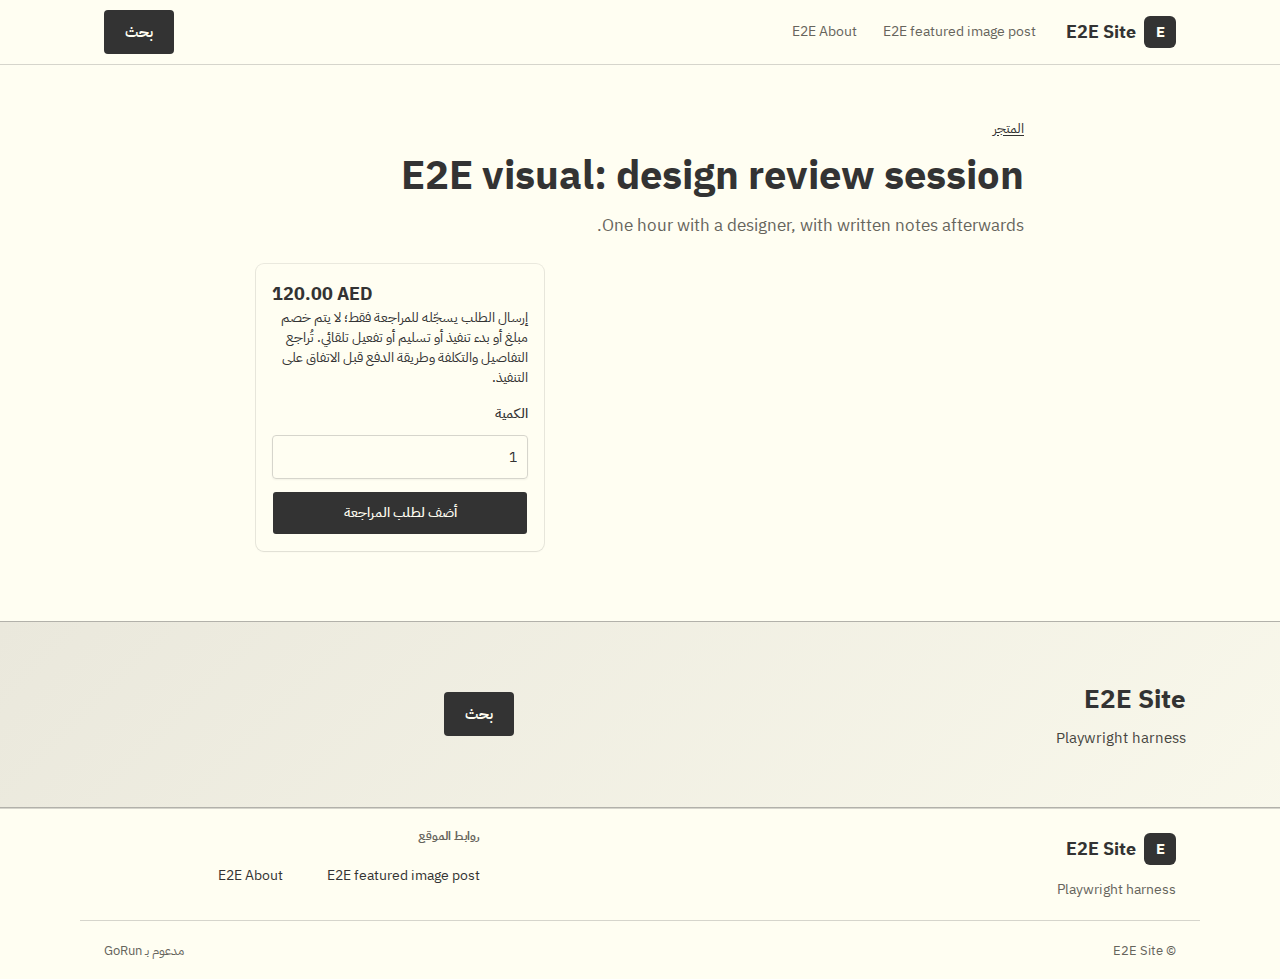 E E2E Site
E2E featured image post
E2E About
بحث
المتجر
E2E visual: design review session
One hour with a designer, with written notes afterwards.
120.00 AED
إرسال الطلب يسجّله للمراجعة فقط؛ لا يتم خصم
مبلغ أو بدء تنفيذ أو تسليم أو تفعيل تلقائي. تُراجع
التفاصيل والتكلفة وطريقة الدفع قبل الاتفاق على
التنفيذ.
الكمية
1
أضف لطلب المراجعة
E2E Site
Playwright harness
بحث
E E2E Site
Playwright harness
روابط الموقع
E2E featured image post
E2E About
© E2E Site
مدعوم بـ GoRun